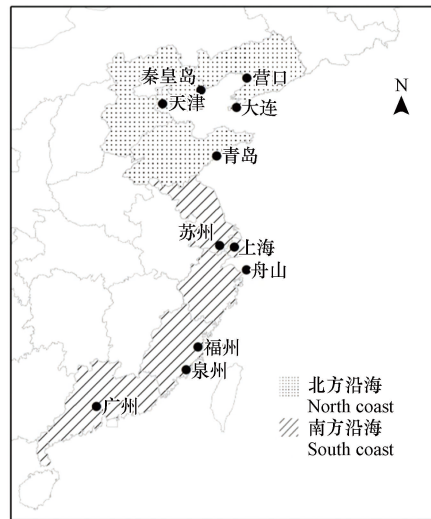 秦皇岛
营口
N
天津
大连
青岛
苏州
上海
舟山
福州
泉州
广州
北方沿海
North coast
南方沿海
South coast